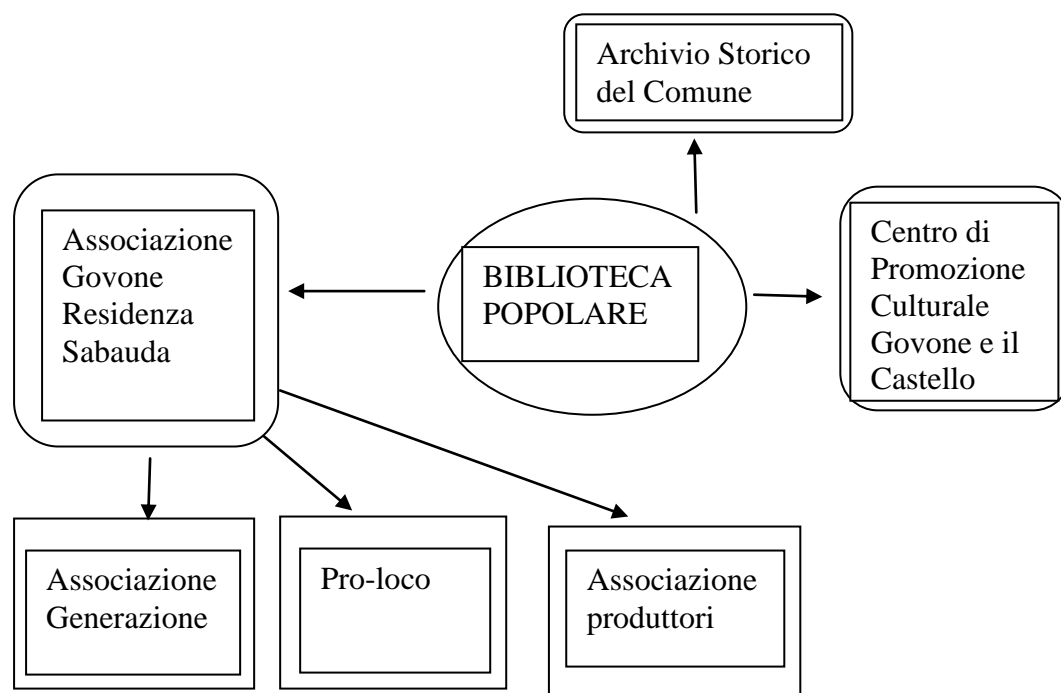 Archivio Storico
del Comune
Associazione
Govone
Residenza
Sabauda
BIBLIOTECA
POPOLARE
Centro di
Promozione
Culturale
Govone e il
Castello
Associazione
Generazione
Pro-loco
Associazione
produttori